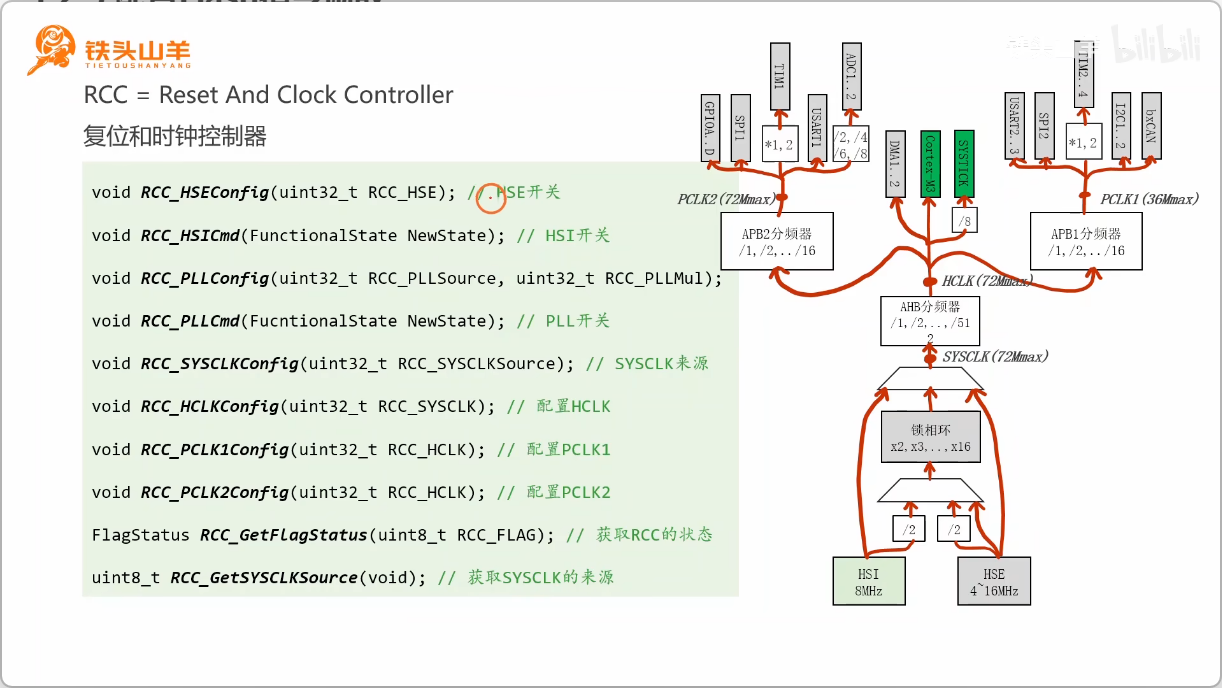 铁头山羊
TIETOUSHANYANG
bilibili
RCC = Reset And Clock Controller
复位和时钟控制器
void RCC_HSEConfig(uint32_t RCC_HSE); // HSE开关
void RCC_HSICmd(FunctionalState NewState); // HSI开关
void RCC_PLLConfig(uint32_t RCC_PLLSource, uint32_t RCC_PLLMul);
void RCC_PLLCmd(FucntionalState NewState); // PLL开关
void RCC_SYSCLKConfig(uint32_t RCC_SYSCLKSource); // SYSCLK来源
void RCC_HCLKConfig(uint32_t RCC_SYSCLK); // 配置HCLK
void RCC_PCLK1Config(uint32_t RCC_HCLK); // 配置PCLK1
void RCC_PCLK2Config(uint32_t RCC_HCLK); // 配置PCLK2
FlagStatus RCC_GetFlagStatus(uint8_t RCC_FLAG); // 获取RCC的状态
uint8_t RCC_GetSYSCLKSource(void); // 获取SYSCLK的来源
GPIOA..D
SPI1
TIM1
*1,2
USART1
ADC1..2
/2,/4
/6,/8
DMA1..2
Cortex-M3
SYSTICK
/8
USART2..3
SPI2
TIM2..4
*1,2
I2C1..2
bxCAN
PCLK2(72Mmax)
PCLK1(36Mmax)
APB2分频器
/1,/2,../16
APB1分频器
/1,/2,../16
HCLK(72Mmax)
AHB分频器
/1,/2,..,/51
2
SYSCLK(72Mmax)
锁相环
x2,x3,..,x16
/2
/2
HSI
8MHz
HSE
4~16MHz